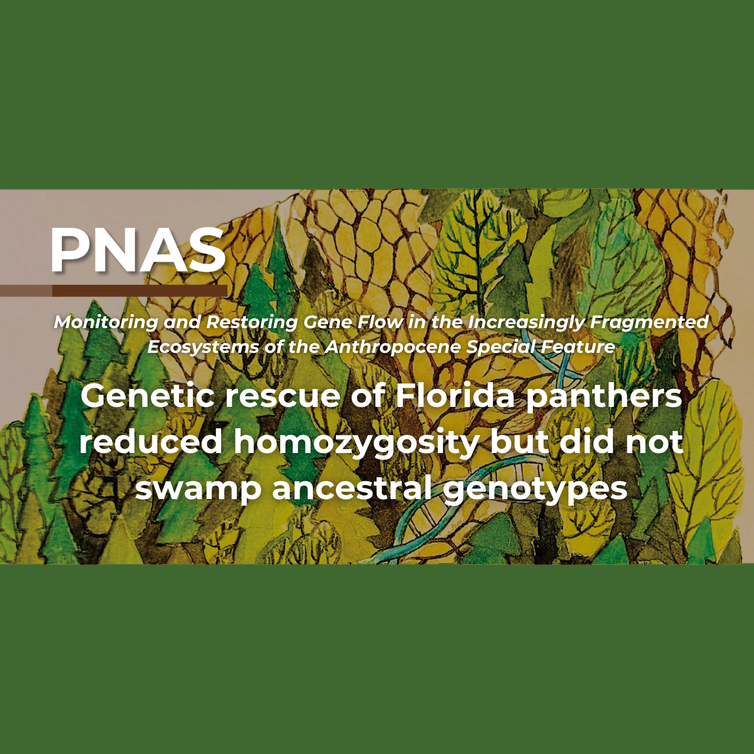 PNAS
Monitoring and Restoring Gene Flow in the Increasingly Fragmented
Ecosystems of the Anthropocene Special Feature
Genetic rescue of Florida panthers
reduced homozygosity but did not
swamp ancestral genotypes